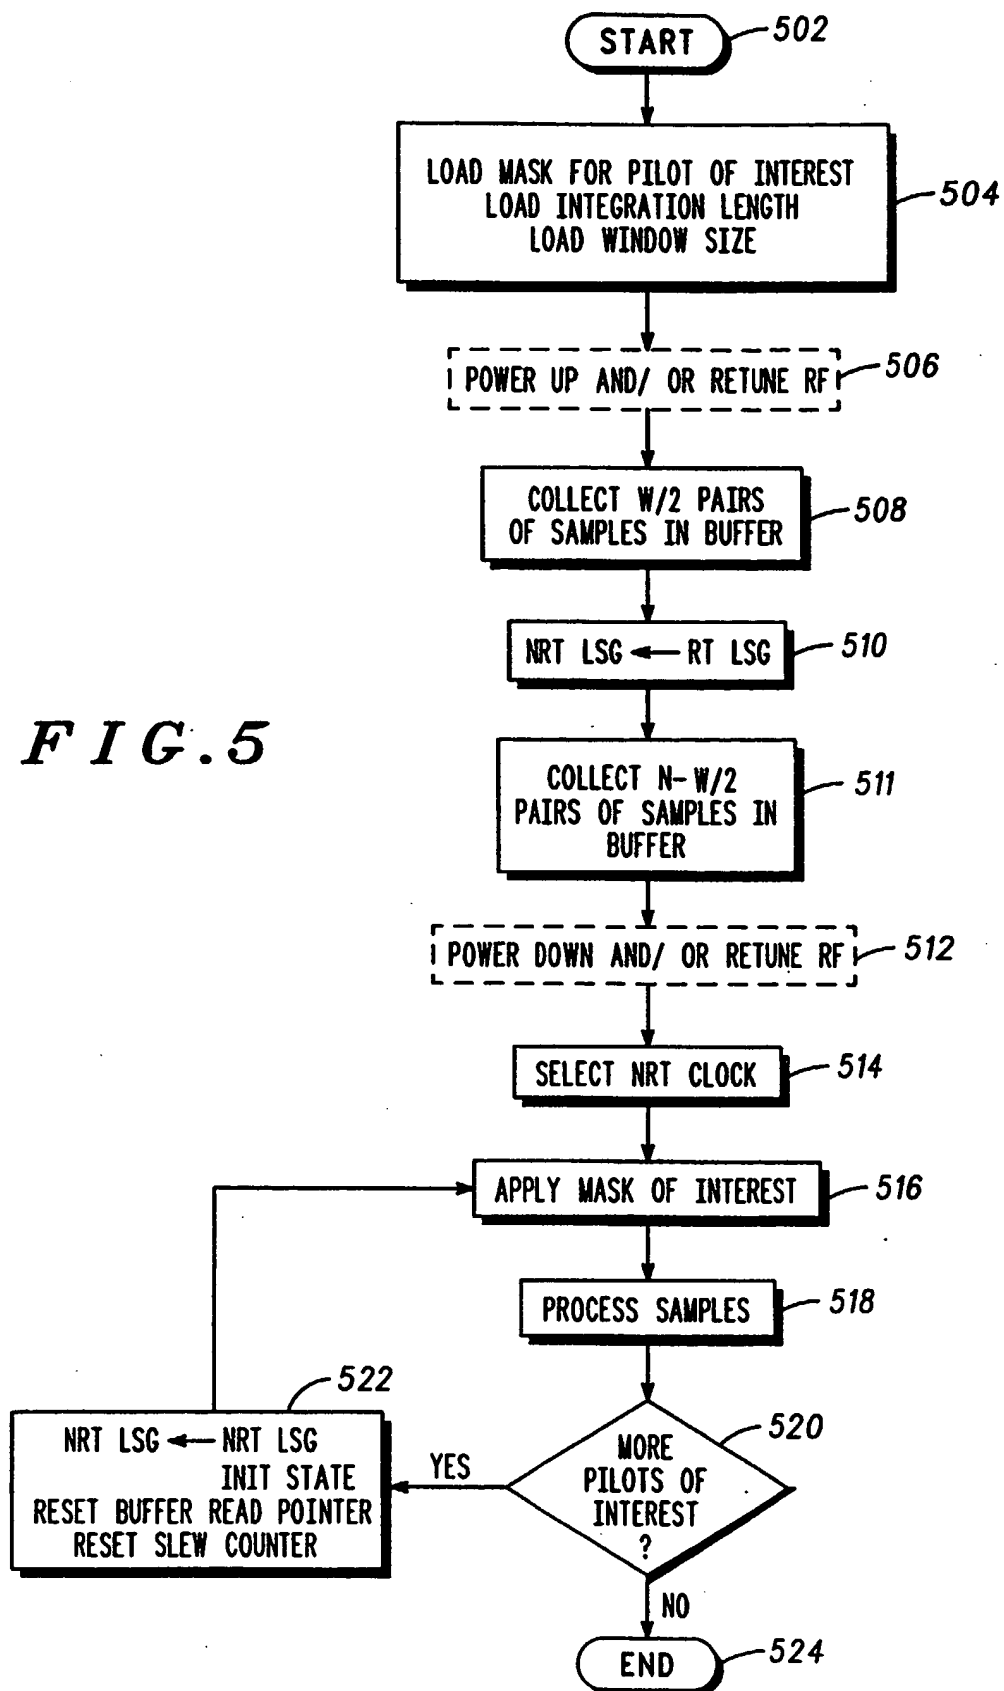 START
502
LOAD MASK FOR PILOT OF INTEREST
LOAD INTEGRATION LENGTH
LOAD WINDOW SIZE
504
POWER UP AND/ OR RETUNE RF
506
COLLECT W/2 PAIRS
OF SAMPLES IN BUFFER
508
NRT LSG ← RT LSG
510
FIG.5
COLLECT N-W/2
PAIRS OF SAMPLES IN
BUFFER
511
POWER DOWN AND/ OR RETUNE RF
512
SELECT NRT CLOCK
514
APPLY MASK OF INTEREST
516
PROCESS SAMPLES
518
522
NRT LSG ← NRT LSG
INIT STATE
RESET BUFFER READ POINTER
RESET SLEW COUNTER
YES
MORE
PILOTS OF
INTEREST
?
520
NO
END
524